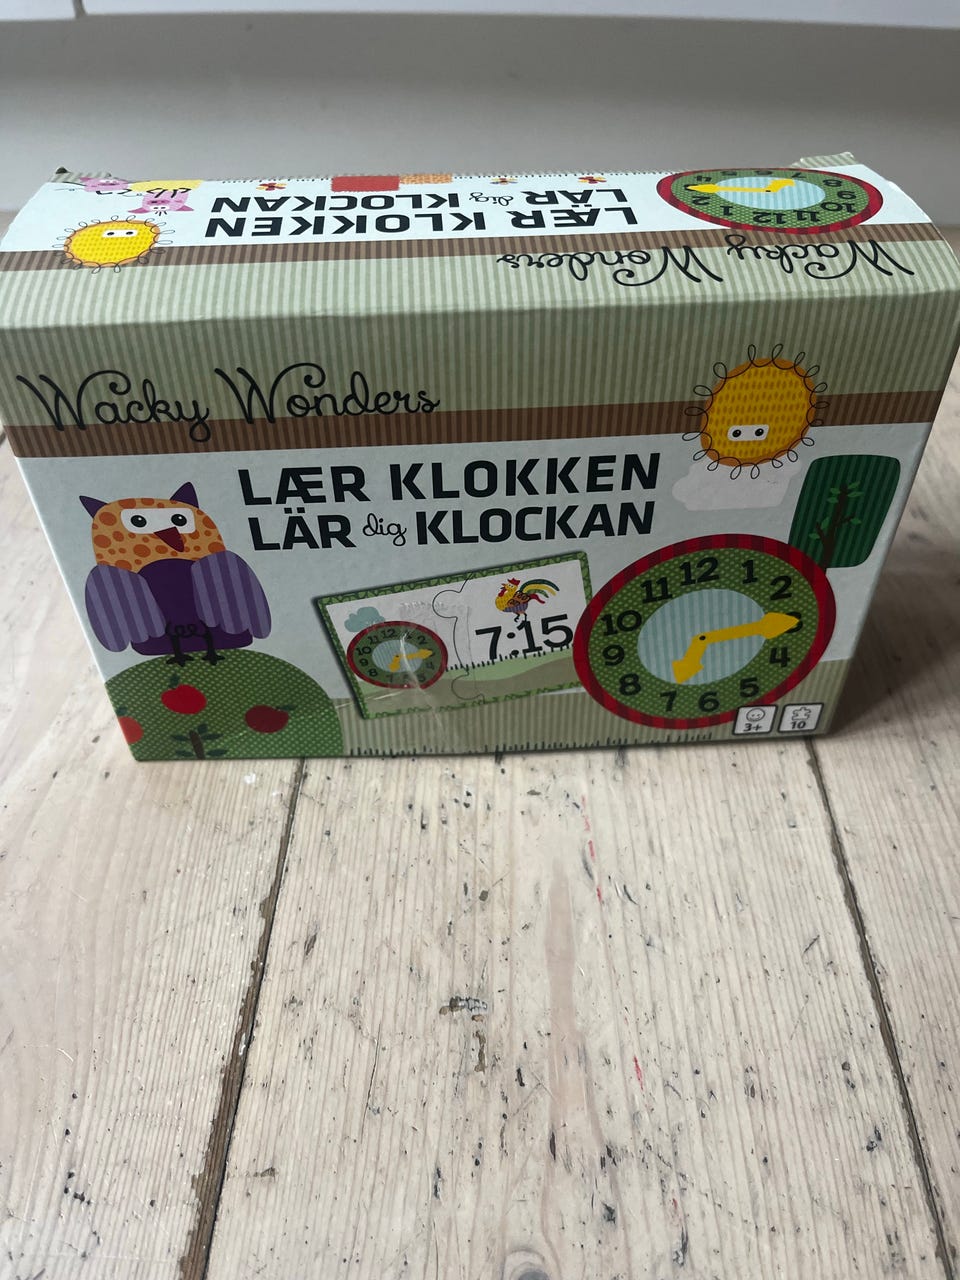 LÆR KLOKKEN
LÄR dig KLOCKAN
Wacky Wonders
Wacky Wonders
LÆR KLOKKEN
LÄR dig KLOCKAN
7:15
12
1
2
3
4
5
6
7
8
9
10
11
3+
10